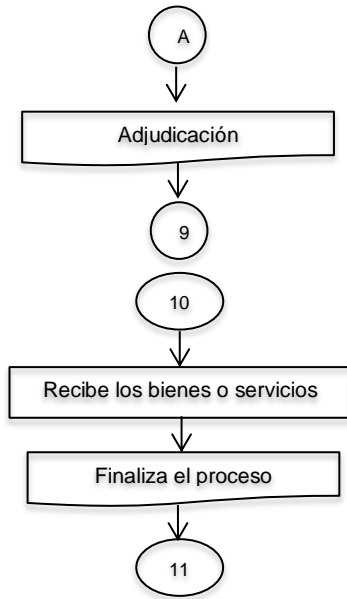 A
Adjudicación
9
10
Recibe los bienes o servicios
Finaliza el proceso
11